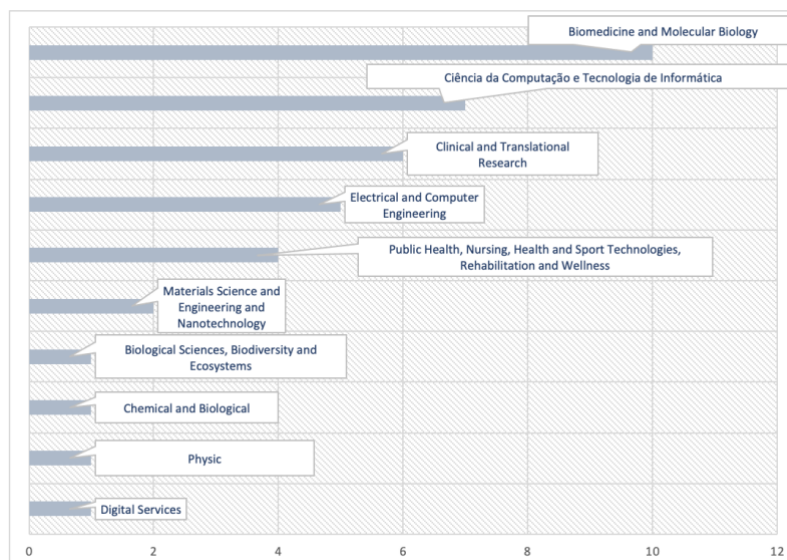 Biomedicine and Molecular Biology
Ciência da Computação e Tecnologia de Informática
Clinical and Translational
Research
Electrical and Computer
Engineering
Public Health, Nursing, Health and Sport Technologies,
Rehabilitation and Wellness
Materials Science and
Engineering and
Nanotechnology
Biological Sciences, Biodiversity and
Ecosystems
Chemical and Biological
Physic
Digital Services
0 2 4 6 8 10 12